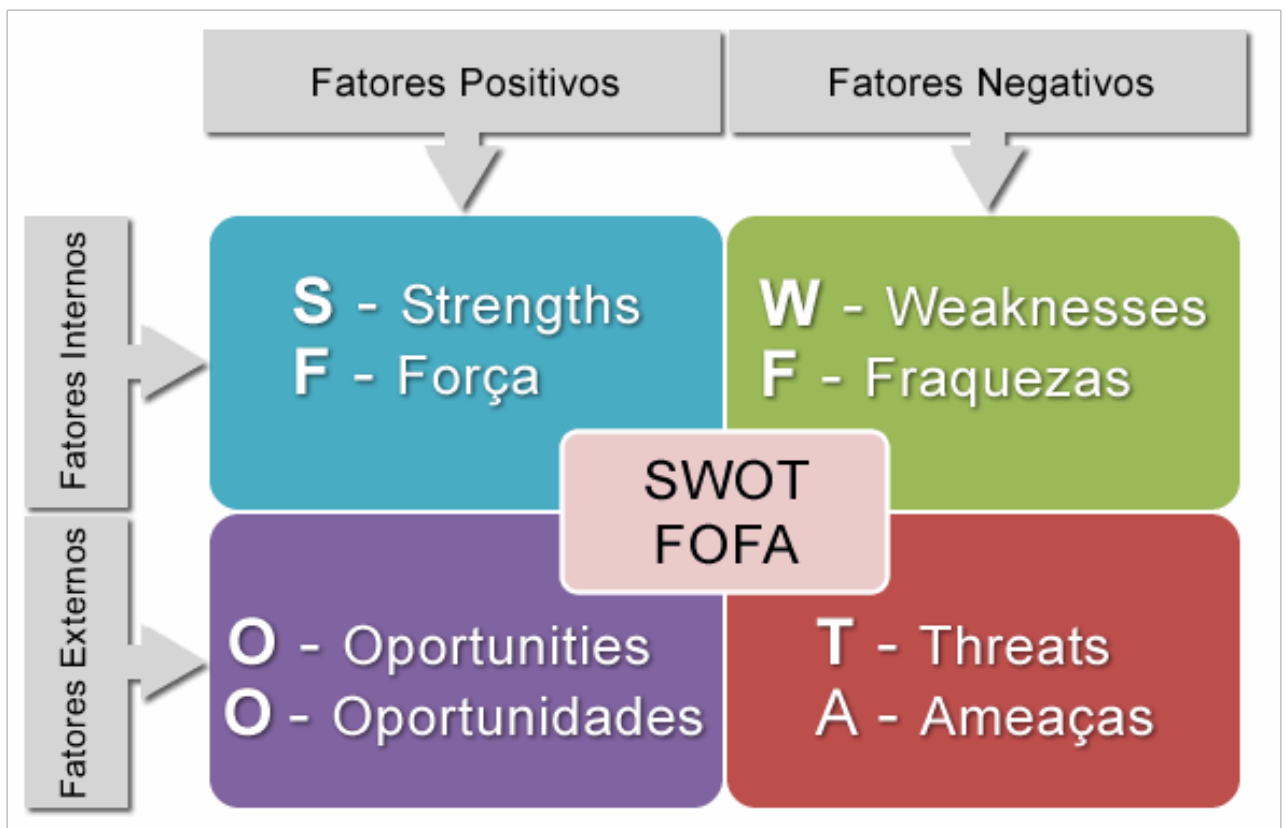 Fatores Positivos
Fatores Negativos
Fatores Internos
S - Strengths
F - Força
W - Weaknesses
F - Fraquezas
SWOT
FOFA
Fatores Externos
O - Oportunities
O - Oportunidades
T - Threats
A - Ameaças